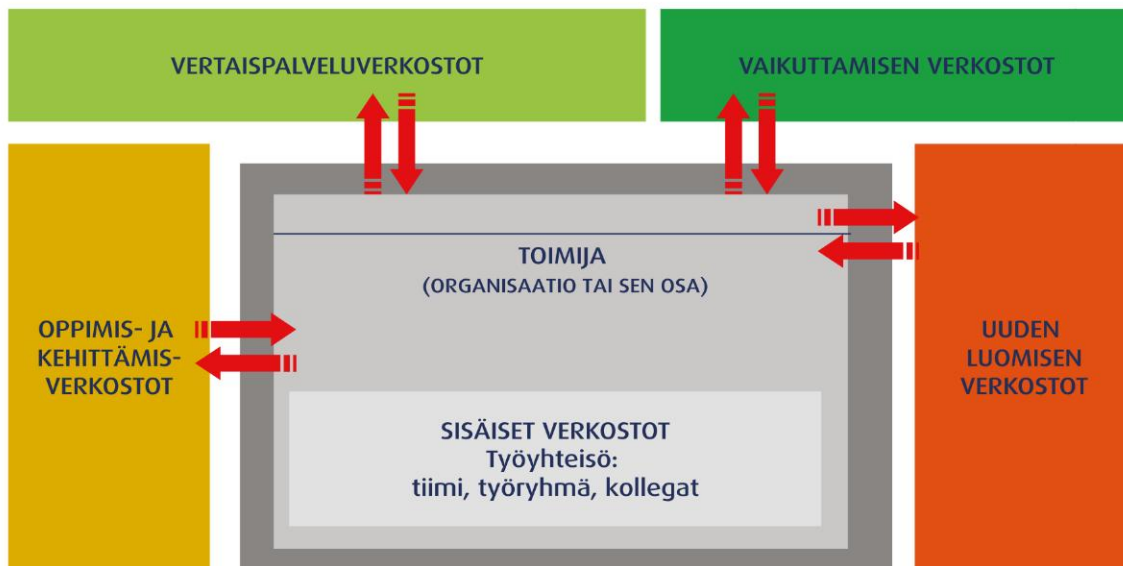 VERTAISPALVELUVERKOSTOT
VAIKUTTAMISEN VERKOSTOT
OPPIMIS- JA
KEHITTÄMIS-
VERKOSTOT
TOIMIJA
(ORGANISAATIO TAI SEN OSA)
SISÄISET VERKOSTOT
Työyhteisö:
tiimi, työryhmä, kollegat
UUDEN
LUOMISEN
VERKOSTOT